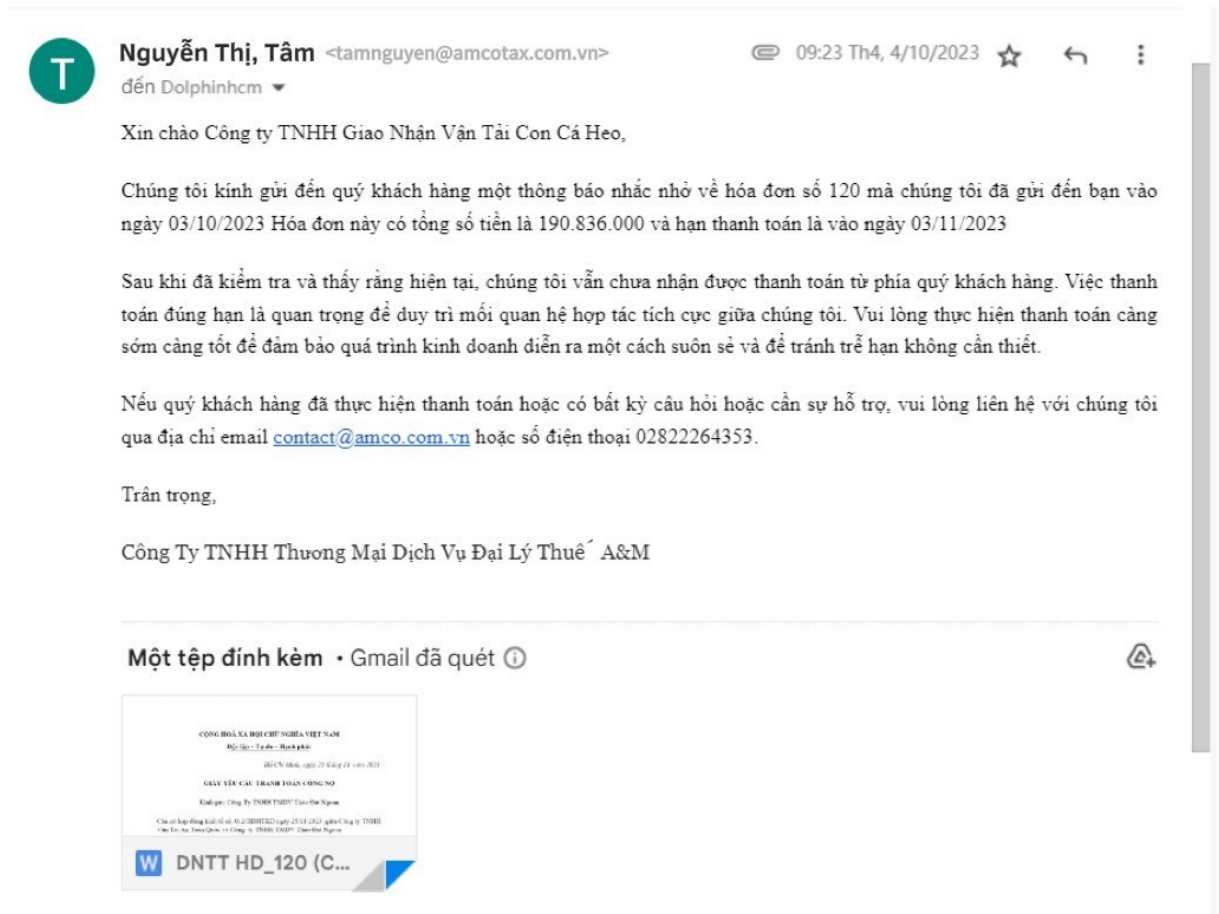 T
Nguyễn Thị, Tâm <tamnguyen@amcotax.com.vn>
09:23 Th4, 4/10/2023
đến Dolphinhcm
Xin chào Công ty TNHH Giao Nhận Vận Tải Con Cá Heo,
Chúng tôi kính gửi đến quý khách hàng một thông báo nhắc nhở về hóa đơn số 120 mà chúng tôi đã gửi đến bạn vào
ngày 03/10/2023 Hóa đơn này có tổng số tiền là 190.836.000 và hạn thanh toán là vào ngày 03/11/2023
Sau khi đã kiểm tra và thấy rằng hiện tại, chúng tôi vẫn chưa nhận được thanh toán từ phía quý khách hàng. Việc thanh
toán đúng hạn là quan trọng để duy trì mối quan hệ hợp tác tích cực giữa chúng tôi. Vui lòng thực hiện thanh toán càng
sớm càng tốt để đảm bảo quá trình kinh doanh diễn ra một cách suôn sẻ và để tránh trễ hạn không cần thiết.
Nếu quý khách hàng đã thực hiện thanh toán hoặc có bất kỳ câu hỏi hoặc cần sự hỗ trợ, vui lòng liên hệ với chúng tôi
qua địa chỉ email contact@amco.com.vn hoặc số điện thoại 02822264353.
Trân trọng,
Công Ty TNHH Thương Mại Dịch Vụ Đại Lý Thuê´ A&M
Một tệp đính kèm • Gmail đã quét
CỘNG HOÀ XÃ HỘI CHỦ NGHĨA VIỆT NAM
Độc lập – Tự do – Hạnh phúc
Hồ Chí Minh, ngày
GIẤY YÊU CẦU THANH TOÁN CÔNG NỢ
Kính gửi: Công Ty TNHH TMDV
W DNTT HD_120 (C...